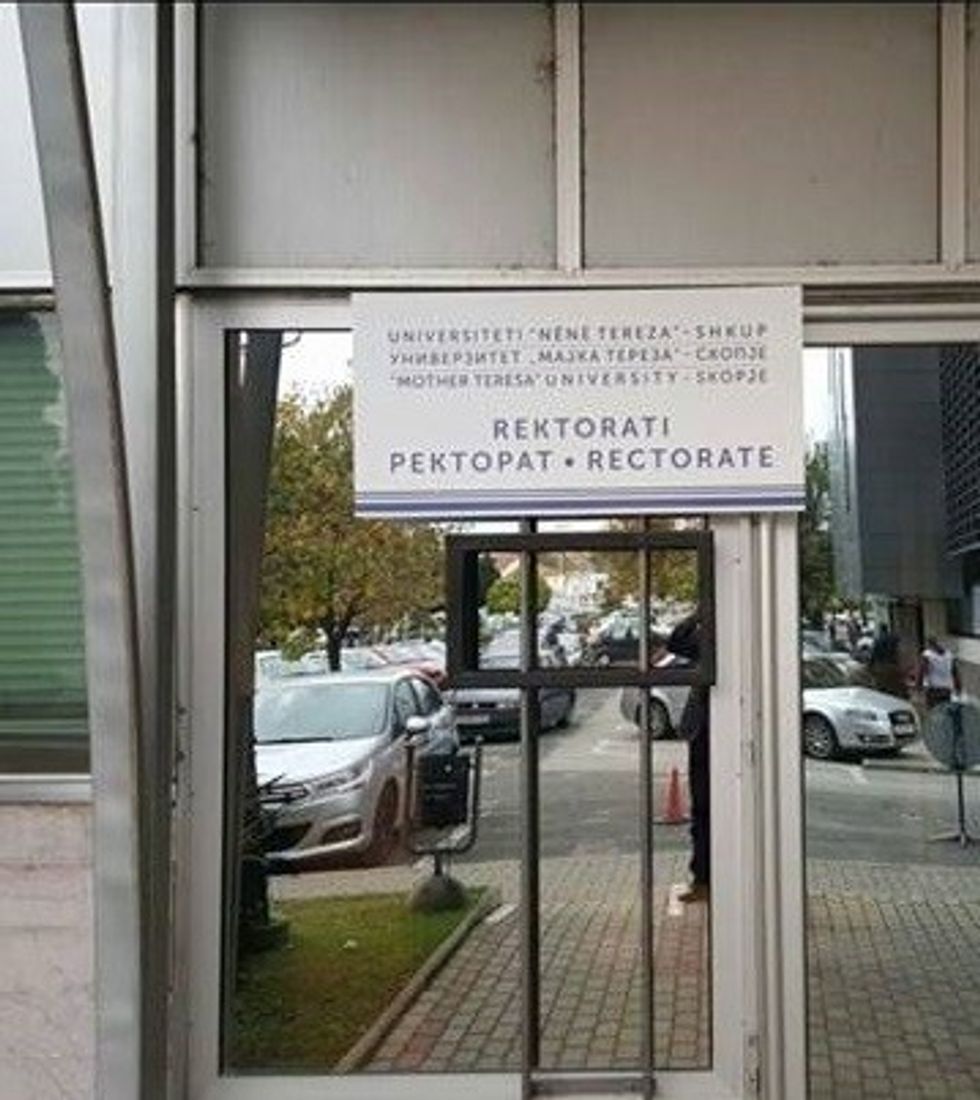 UNIVERSITETI "NËNË TEREZA" - SHKUP
УНИВЕРЗИТЕТ „МАЈКА ТЕРЕЗА" - СКОПЈЕ
"MOTHER TERESA" UNIVERSITY - SKOPJE
REKTORATI
РЕКТОРАТ • RECTORATE